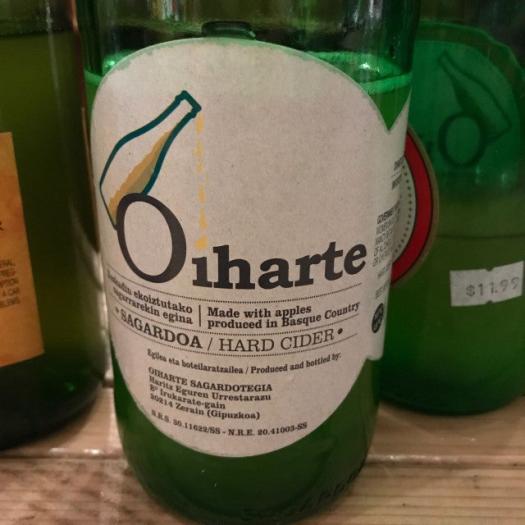 Oiharte
Euskadin ekoiztutako
sagarrarekin egina
Made with apples
produced in Basque Country
• SAGARDOA / HARD CIDER •
Egilea eta botellaratzailea / Produced and bottled by:
OIHARTE SAGARDOTEGIA
Haritz Eguren Urrestarazu
Bº Irukarate-gain
20214 Zerain (Gipuzkoa)
R.R.S. 30.11622/SS - N.R.E. 20.41003-SS
$11.99